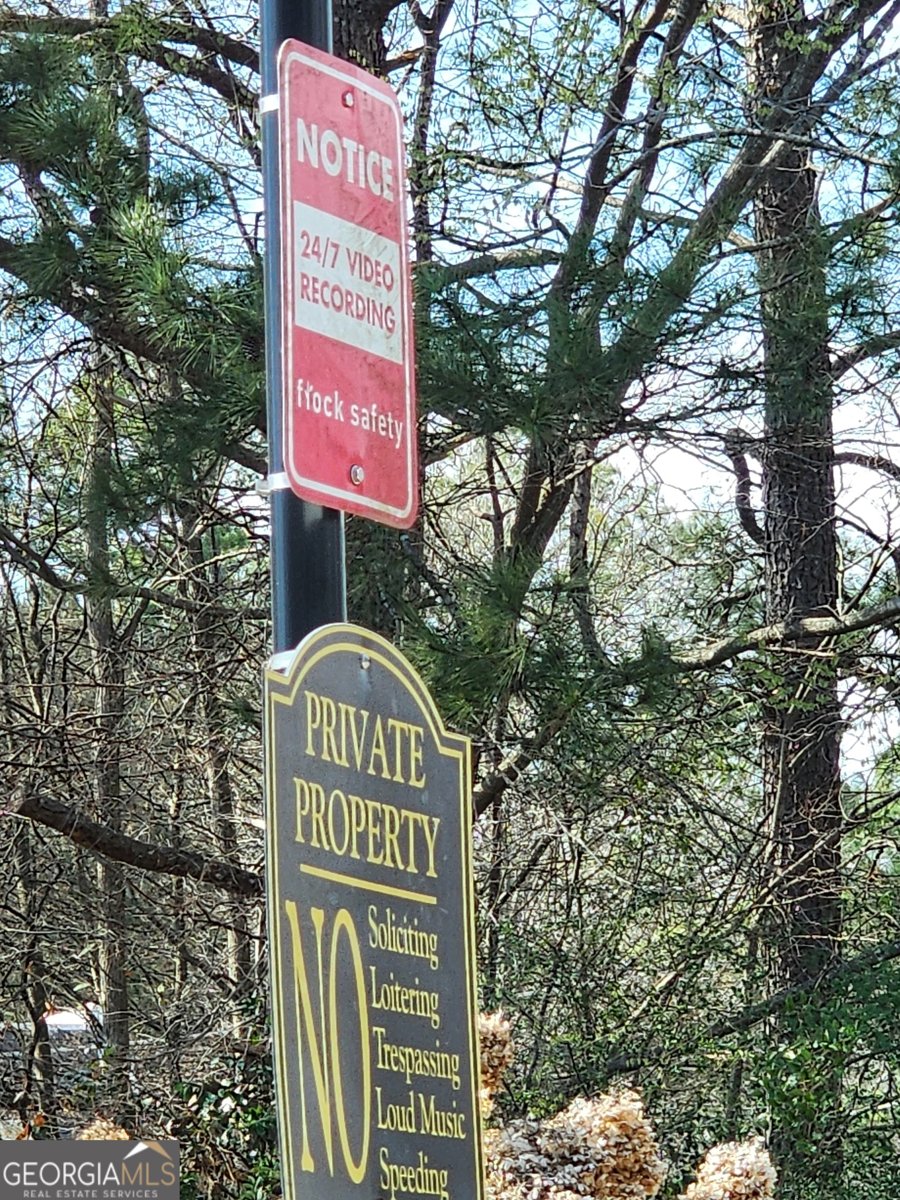 NOTICE
24/7 VIDEO
RECORDING
flock safety
PRIVATE
PROPERTY
NO
Soliciting
Loitering
Trespassing
Loud Music
Speeding
GEORGIAMLS
REAL ESTATE SERVICES